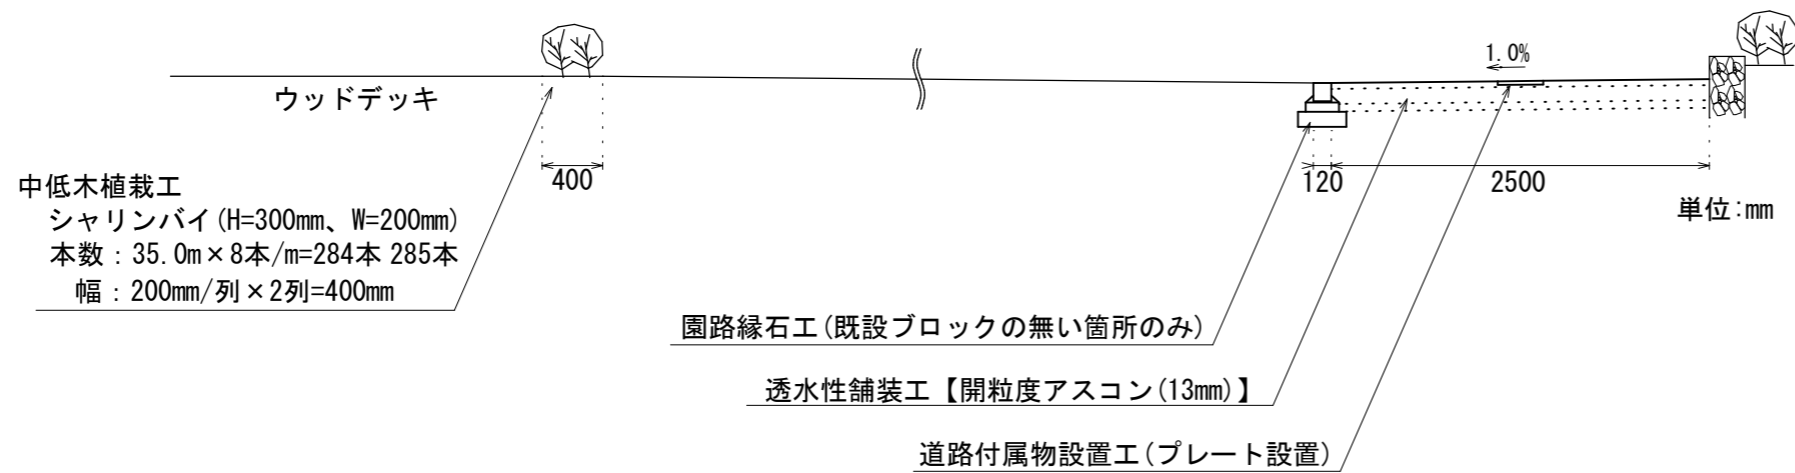 1.0%
ウッドデッキ
400
120
2500
単位:mm
中低木植栽工
シャリンバイ(H=300mm、W=200mm)
本数：35.0m×8本/m=284本 285本
幅：200mm/列×2列=400mm
園路縁石工(既設ブロックの無い箇所のみ)
透水性舗装工【開粒度アスコン(13mm)】
道路付属物設置工(プレート設置)